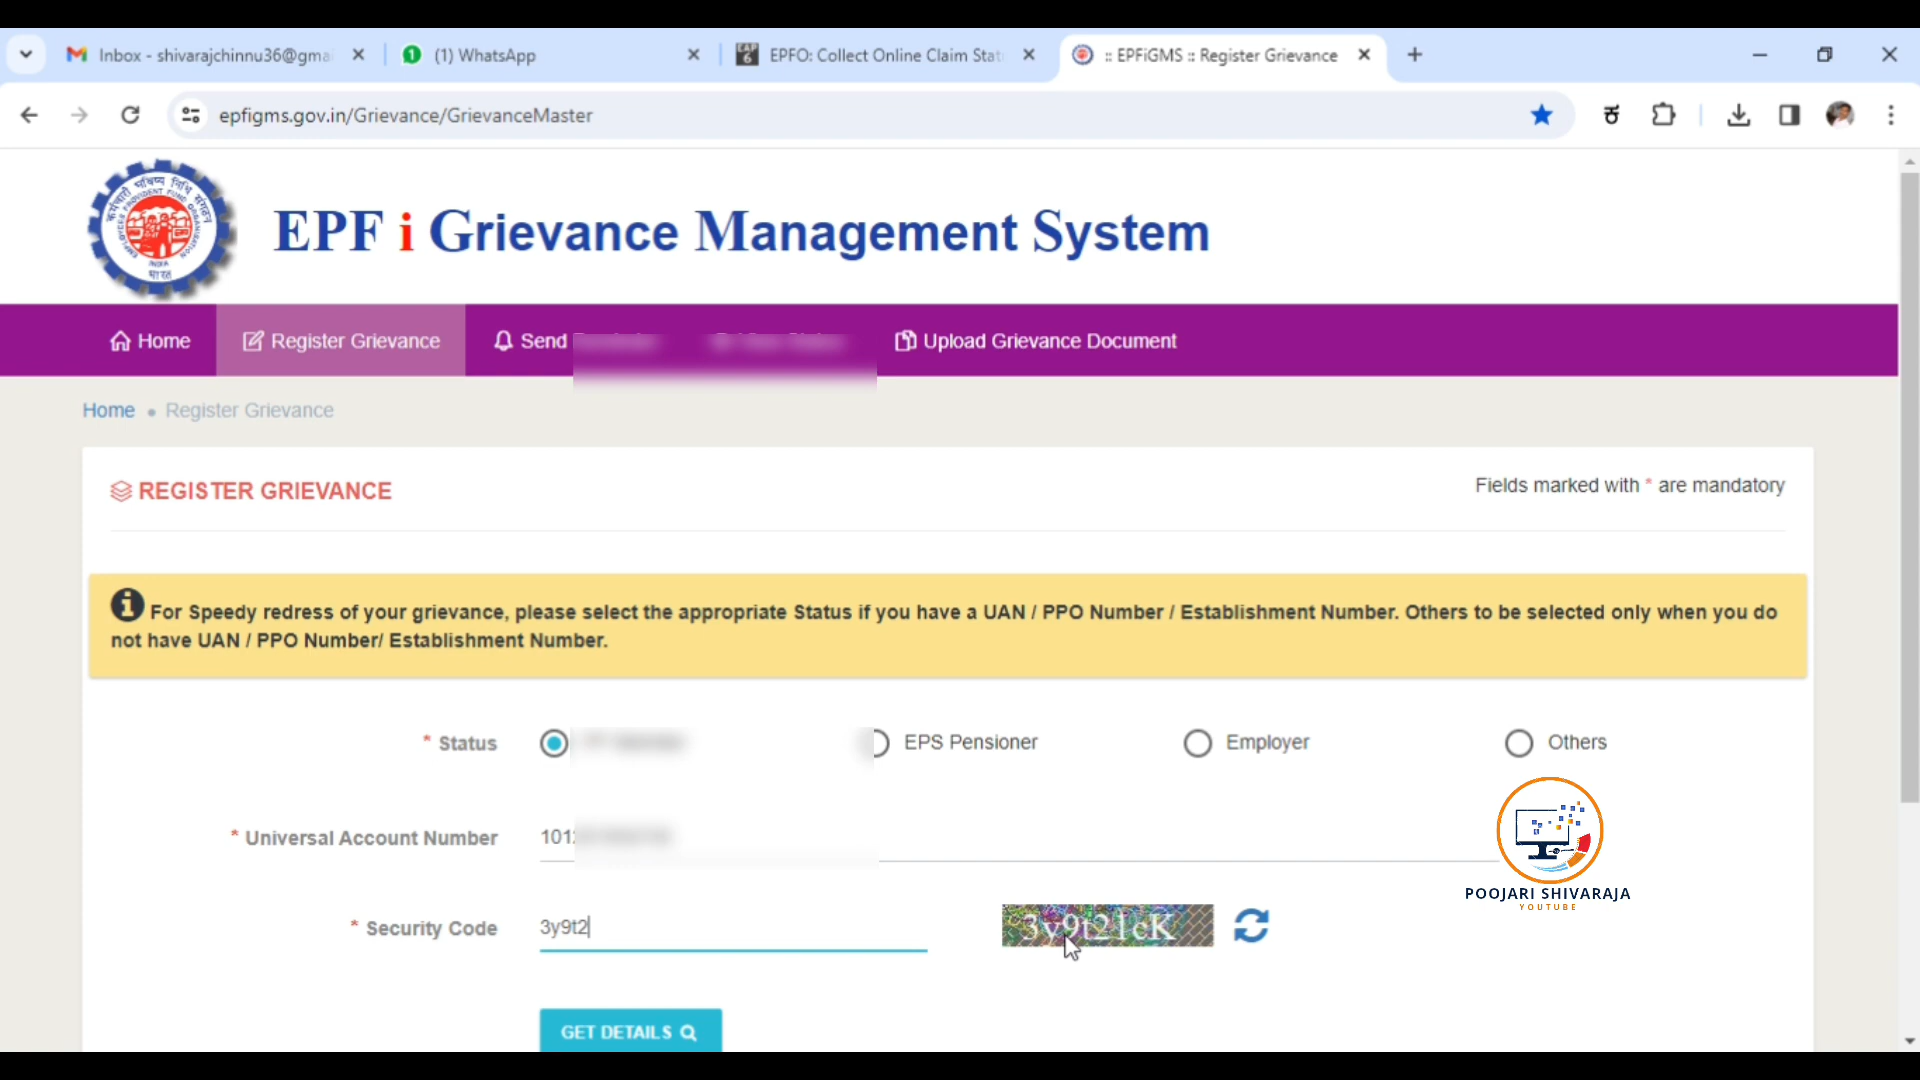 Inbox - shivarajchinnu36@gma
(1) WhatsApp
EPFO: Collect Online Claim Stat
:: EPFiGMS :: Register Grievance
epfigms.gov.in/Grievance/GrievanceMaster
ठ
EPF i Grievance Management System
Home
Register Grievance
Send
Upload Grievance Document
Home • Register Grievance
REGISTER GRIEVANCE
Fields marked with * are mandatory
For Speedy redress of your grievance, please select the appropriate Status if you have a UAN / PPO Number / Establishment Number. Others to be selected only when you do
not have UAN / PPO Number/ Establishment Number.
* Status
EPS Pensioner
Employer
Others
* Universal Account Number
101
* Security Code
3y9t2
3y9t21cK
GET DETAILS
POOJARI SHIVARAJA
YOUTUBE